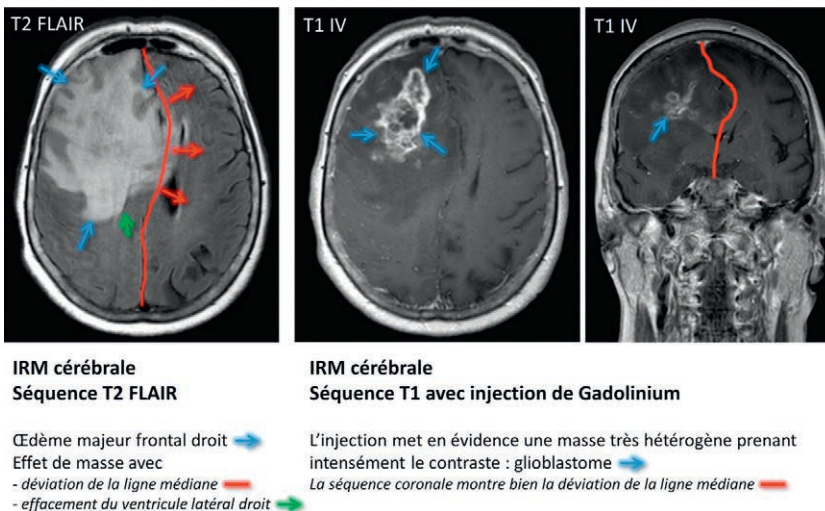 T2 FLAIR
T1 IV
T1 IV
IRM cérébrale
Séquence T2 FLAIR
Œdème majeur frontal droit
Effet de masse avec
- déviation de la ligne médiane
- effacement du ventricule latéral droit
IRM cérébrale
Séquence T1 avec injection de Gadolinium
L’injection met en évidence une masse très hétérogène prenant
intensément le contraste : glioblastome
La séquence coronale montre bien la déviation de la ligne médiane